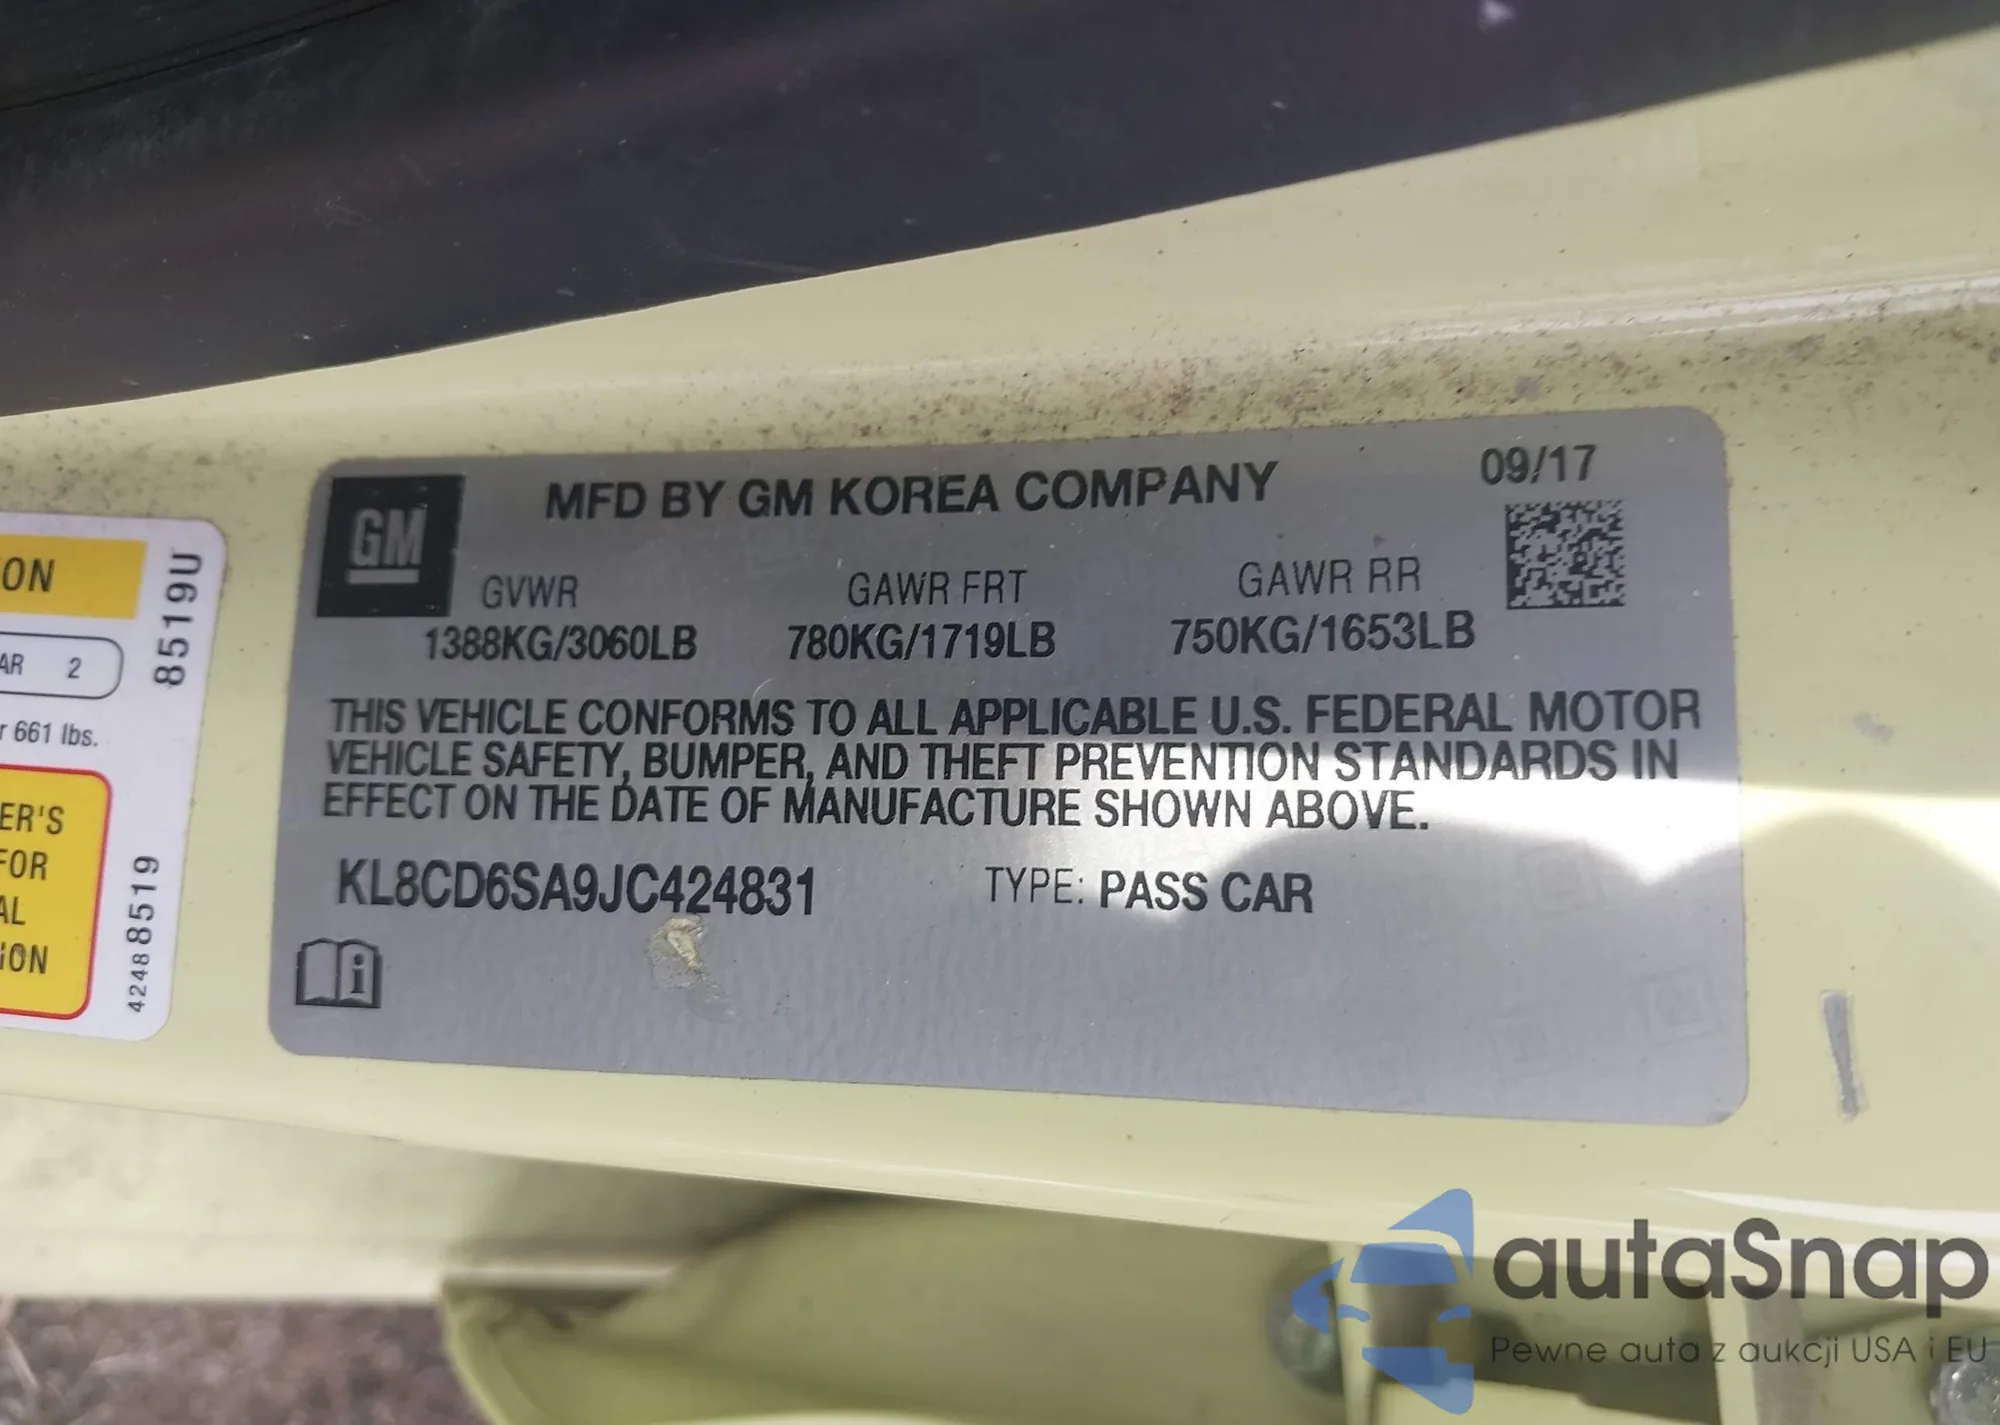 ON
AR 2
r 661 lbs.
ER'S
FOR
AL
ION
8519U
42488519
GM
MFD BY GM KOREA COMPANY
09/17
GVWR
GAWR FRT
GAWR RR
1388KG/3060LB
780KG/1719LB
750KG/1653LB
THIS VEHICLE CONFORMS TO ALL APPLICABLE U.S. FEDERAL MOTOR
VEHICLE SAFETY, BUMPER, AND THEFT PREVENTION STANDARDS IN
EFFECT ON THE DATE OF MANUFACTURE SHOWN ABOVE.
KL8CD6SA9JC424831
TYPE: PASS CAR
i
autaSnap
Pewne auta z aukcji USA i EU